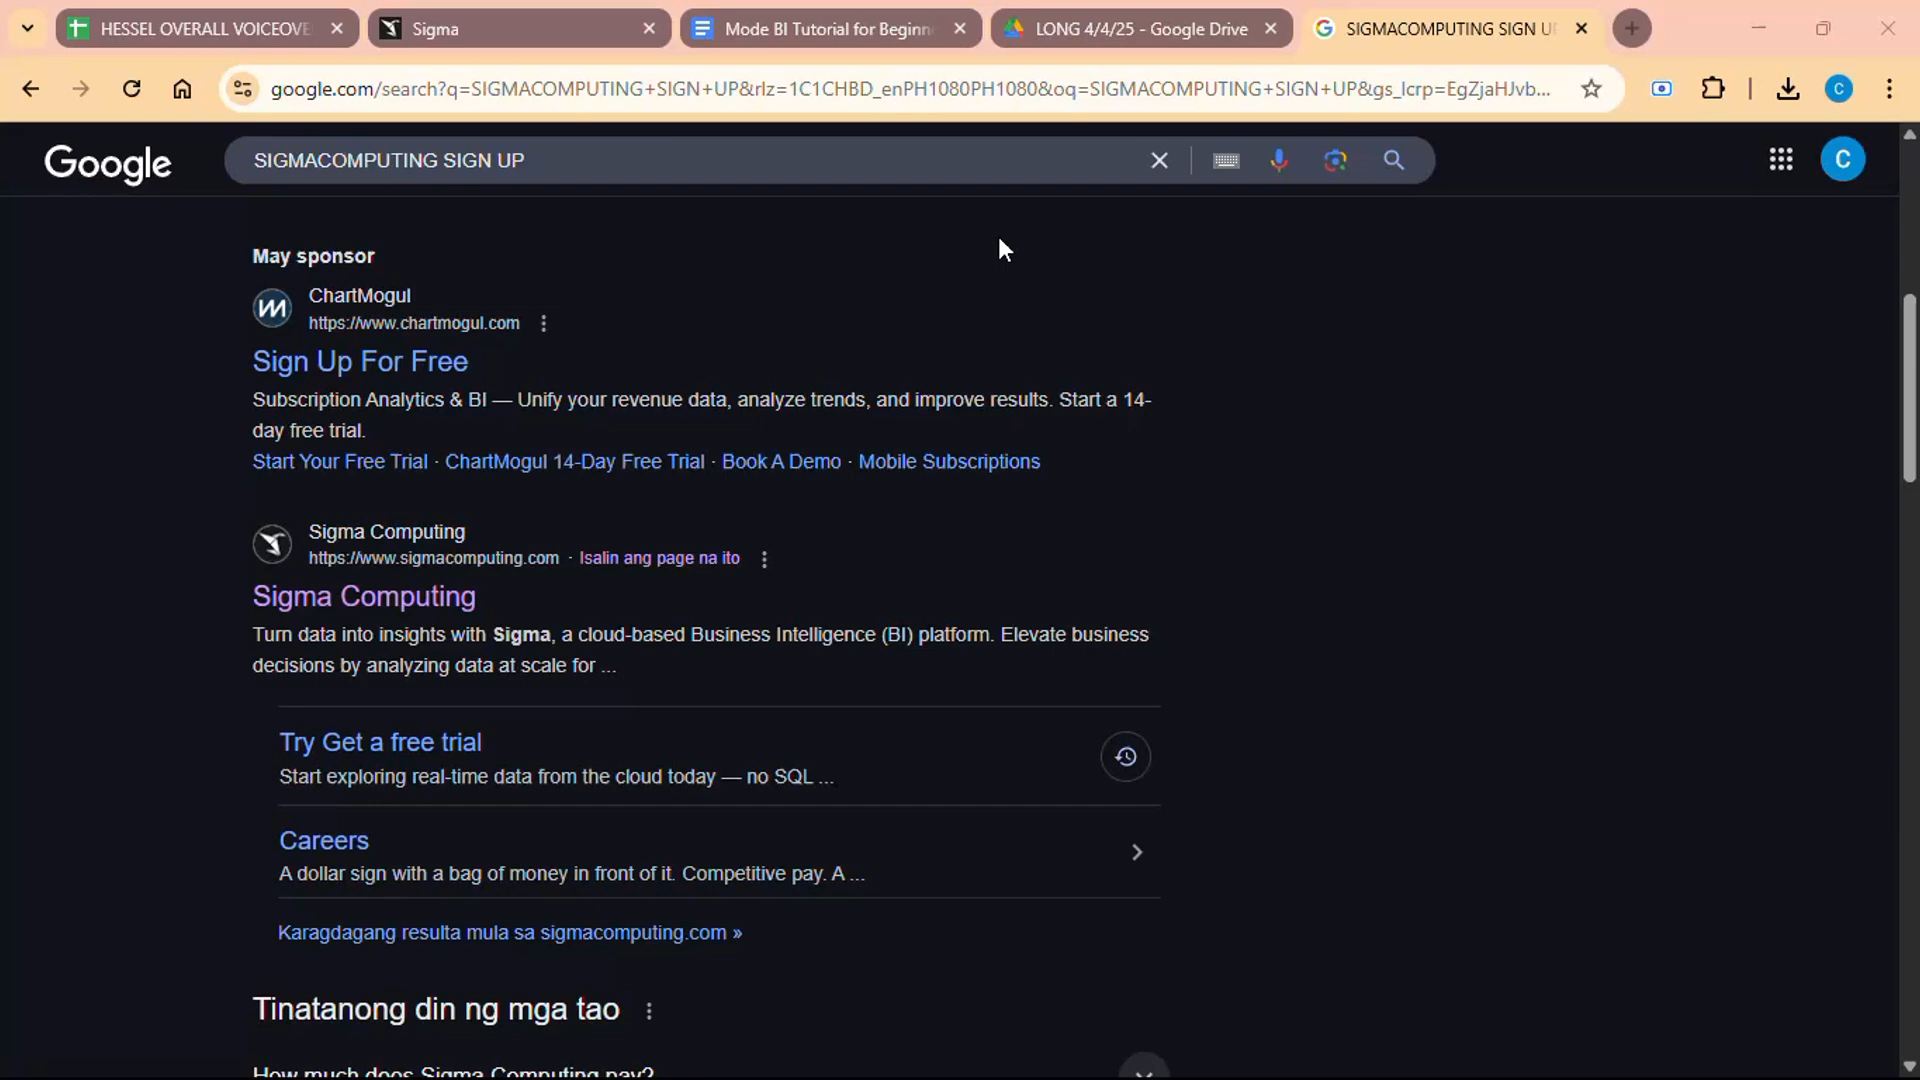 HESSEL OVERALL VOICEOVE
Sigma
Mode BI Tutorial for Beginn
LONG 4/4/25 - Google Drive
SIGMACOMPUTING SIGN U
google.com/search?q=SIGMACOMPUTING+SIGN+UP&rlz=1C1CHBD_enPH1080PH1080&oq=SIGMACOMPUTING+SIGN+UP&gs_lcrp=EgZjaHJvb...
C
Google
SIGMACOMPUTING SIGN UP
C
May sponsor
ChartMogul
https://www.chartmogul.com
Sign Up For Free
Subscription Analytics & BI — Unify your revenue data, analyze trends, and improve results. Start a 14-
day free trial.
Start Your Free Trial · ChartMogul 14-Day Free Trial · Book A Demo · Mobile Subscriptions
Sigma Computing
https://www.sigmacomputing.com · Isalin ang page na ito
Sigma Computing
Turn data into insights with Sigma, a cloud-based Business Intelligence (BI) platform. Elevate business
decisions by analyzing data at scale for ...
Try Get a free trial
Start exploring real-time data from the cloud today — no SQL ...
Careers
A dollar sign with a bag of money in front of it. Competitive pay. A ...
Karagdagang resulta mula sa sigmacomputing.com »
Tinatanong din ng mga tao
How much does Sigma Computing pay?